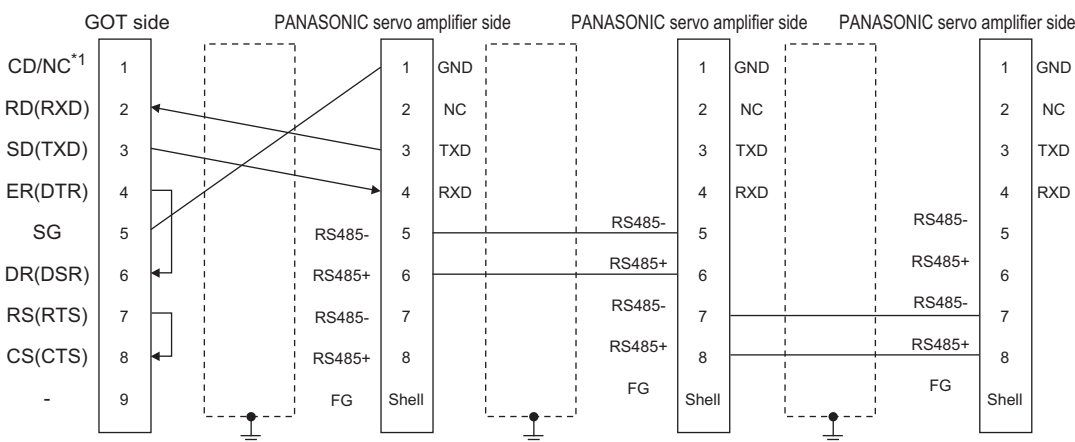 GOT side PANASONIC servo amplifier side PANASONIC servo amplifier side PANASONIC servo amplifier side
CD/NC*1 1 1 GND 1 GND 1 GND
RD(RXD) 2 2 NC 2 NC 2 NC
SD(TXD) 3 3 TXD 3 TXD 3 TXD
ER(DTR) 4 4 RXD 4 RXD 4 RXD
SG 5 RS485- 5 RS485- 5 RS485- 5
DR(DSR) 6 RS485+ 6 RS485+ 6 RS485+ 6
RS(RTS) 7 RS485- 7 RS485- 7 RS485- 7
CS(CTS) 8 RS485+ 8 RS485+ 8 RS485+ 8
- 9 FG Shell FG Shell FG Shell